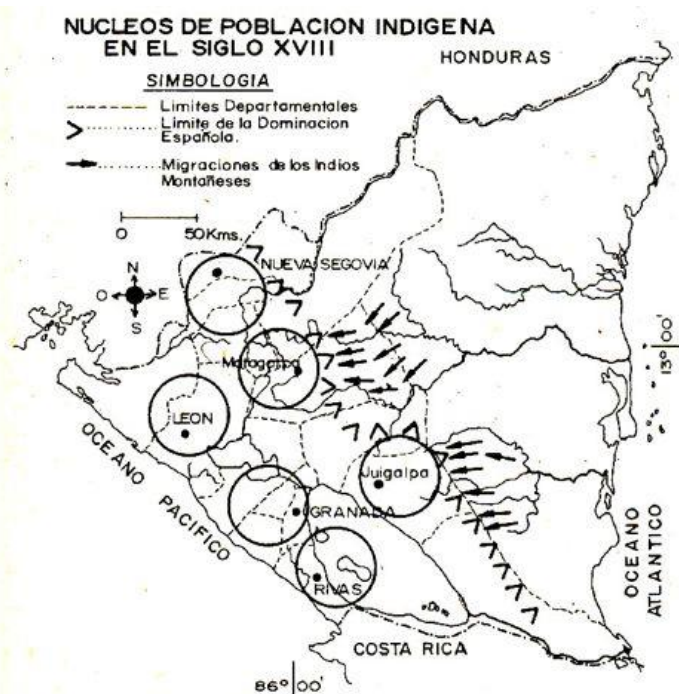 NUCLEOS DE POBLACION INDIGENA
EN EL SIGLO XVIII
HONDURAS
SIMBOLOGIA
Limites Departamentales
Limite de la Dominacion
Española.
Migraciones de los Indios
Montañeses
0 50Kms.
N
O E
S
NUEVA SEGOVIA
Matagalpa
13° 00'
LEON
Juigalpa
OCEANO PACIFICO
GRANADA
OCEANO
ATLANTICO
RIVAS
COSTA RICA
86° 00'